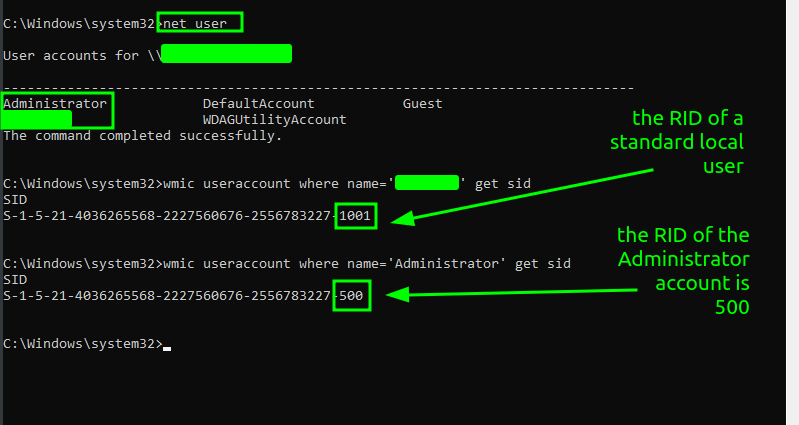 C:\Windows\system32>net user
User accounts for \\
-------------------------------------------------------------------------------
Administrator DefaultAccount Guest
WDAGUtilityAccount
The command completed successfully.
the RID of a
standard local
user
C:\Windows\system32>wmic useraccount where name='' get sid
SID
S-1-5-21-4036265568-2227560676-2556783227-1001
the RID of the
Administrator
account is
500
C:\Windows\system32>wmic useraccount where name='Administrator' get sid
SID
S-1-5-21-4036265568-2227560676-2556783227-500
C:\Windows\system32>